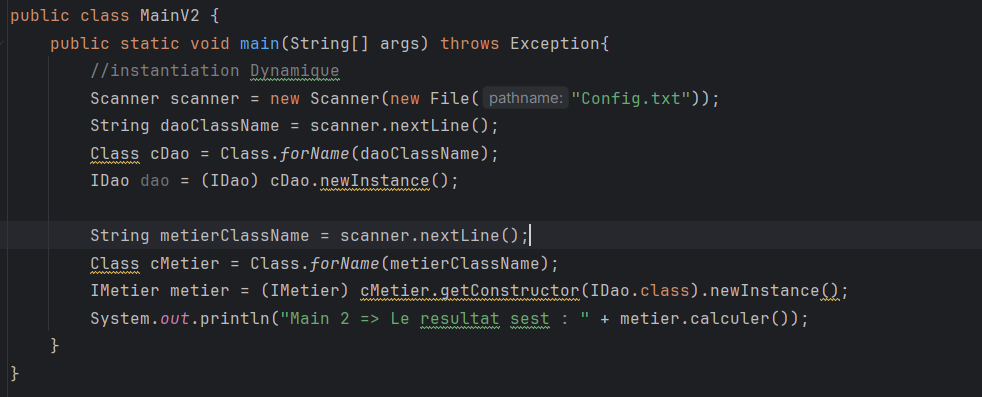 public class MainV2 {
public static void main(String[] args) throws Exception{
//instantiation Dynamique
Scanner scanner = new Scanner(new File( pathname: "Config.txt"));
String daoClassName = scanner.nextLine();
Class cDao = Class.forName(daoClassName);
IDao dao = (IDao) cDao.newInstance();
String metierClassName = scanner.nextLine();
Class cMetier = Class.forName(metierClassName);
IMetier metier = (IMetier) cMetier.getConstructor(IDao.class).newInstance();
System.out.println("Main 2 => Le resultat sest : " + metier.calculer());
}
}